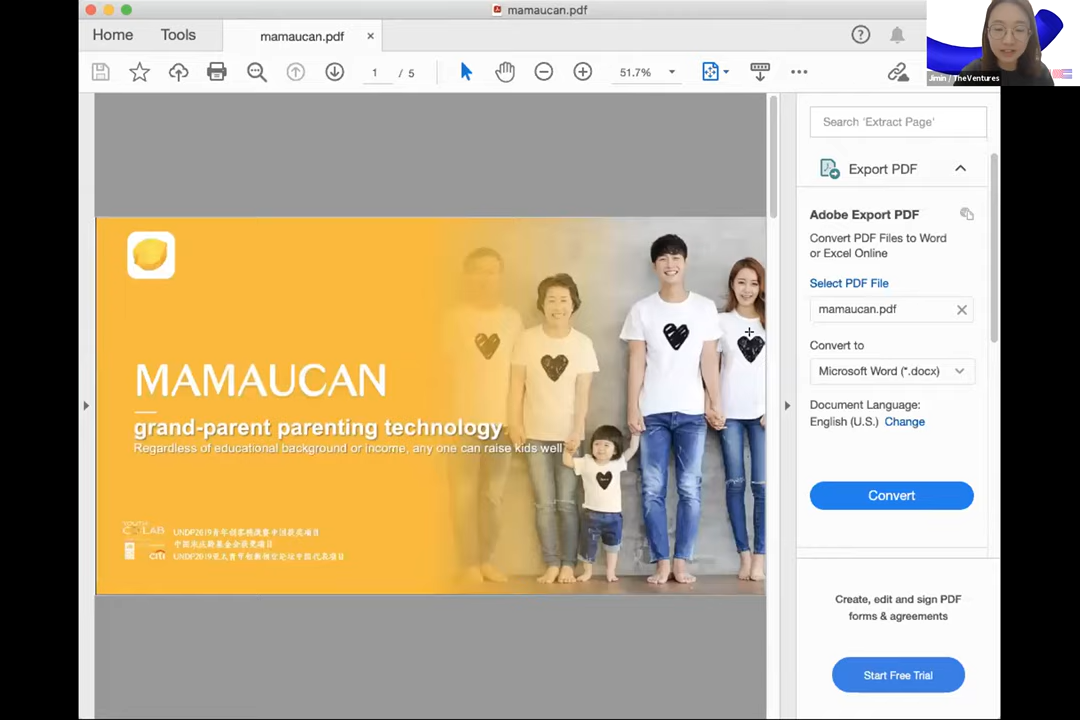 mamaucan.pdf
Home
Tools
mamaucan.pdf
1 / 5
51.7%
Jimin / TheVentures
Search 'Extract Page'
Export PDF
Adobe Export PDF
Convert PDF Files to Word
or Excel Online
Select PDF File
mamaucan.pdf
Convert to
Microsoft Word (*.docx)
Document Language:
English (U.S.) Change
Convert
Create, edit and sign PDF
forms & agreements
Start Free Trial
MAMAUCAN
grand-parent parenting technology
Regardless of educational background or income, any one can raise kids well
citi